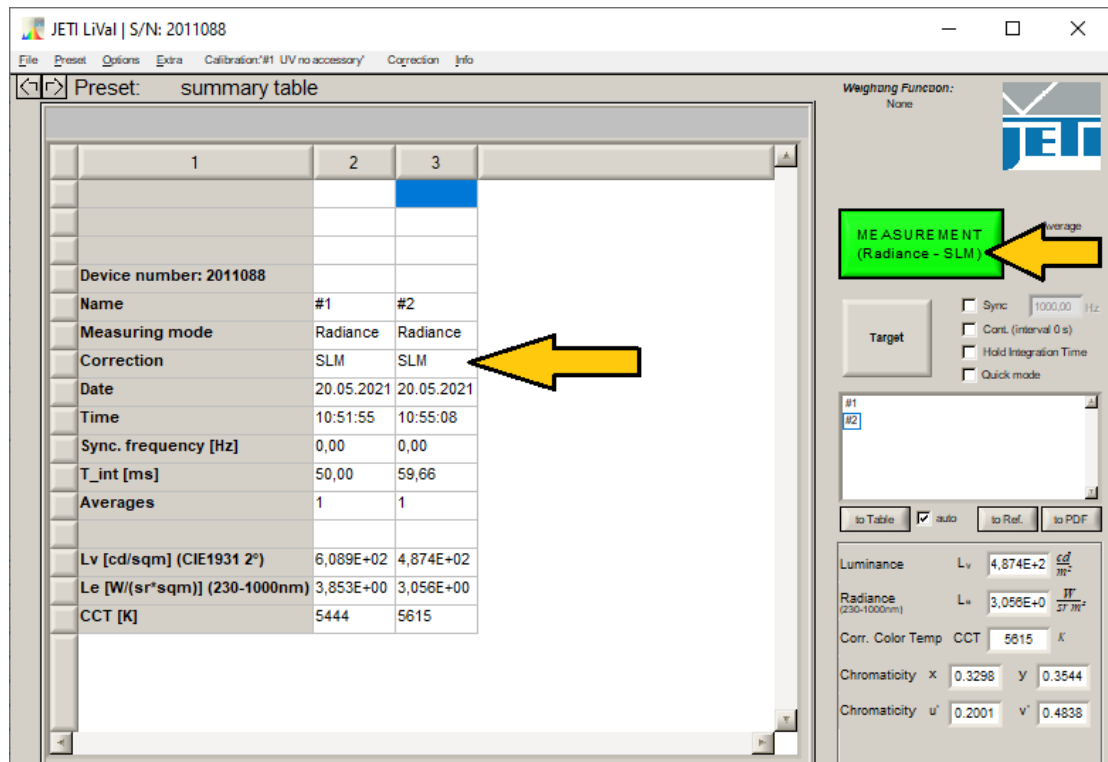 JETI LiVal | S/N: 2011088
File Preset Options Extra Calibration:'#1 UV no accessory' Correction Info
Preset: summary table
1 2 3
Device number: 2011088
Name #1 #2
Measuring mode Radiance Radiance
Correction SLM SLM
Date 20.05.2021 20.05.2021
Time 10:51:55 10:55:08
Sync. frequency [Hz] 0,00 0,00
T_int [ms] 50,00 59,66
Averages 1 1
Lv [cd/sqm] (CIE1931 2°) 6,089E+02 4,874E+02
Le [W/(sr*sqm)] (230-1000nm) 3,853E+00 3,056E+00
CCT [K] 5444 5615
Weighting Function:
None
JETI
MEASUREMENT
(Radiance - SLM)
Average
Target
Sync 1000,00 Hz
Cont. (interval 0 s)
Hold Integration Time
Quick mode
#1
#2
to Table auto to Ref. to PDF
Luminance Lv 4,874E+2 cd/m²
Radiance Le 3,056E+0 W/sr m²
(230-1000nm)
Corr. Color Temp CCT 5615 K
Chromaticity x 0.3298 y 0.3544
Chromaticity u' 0.2001 v' 0.4838